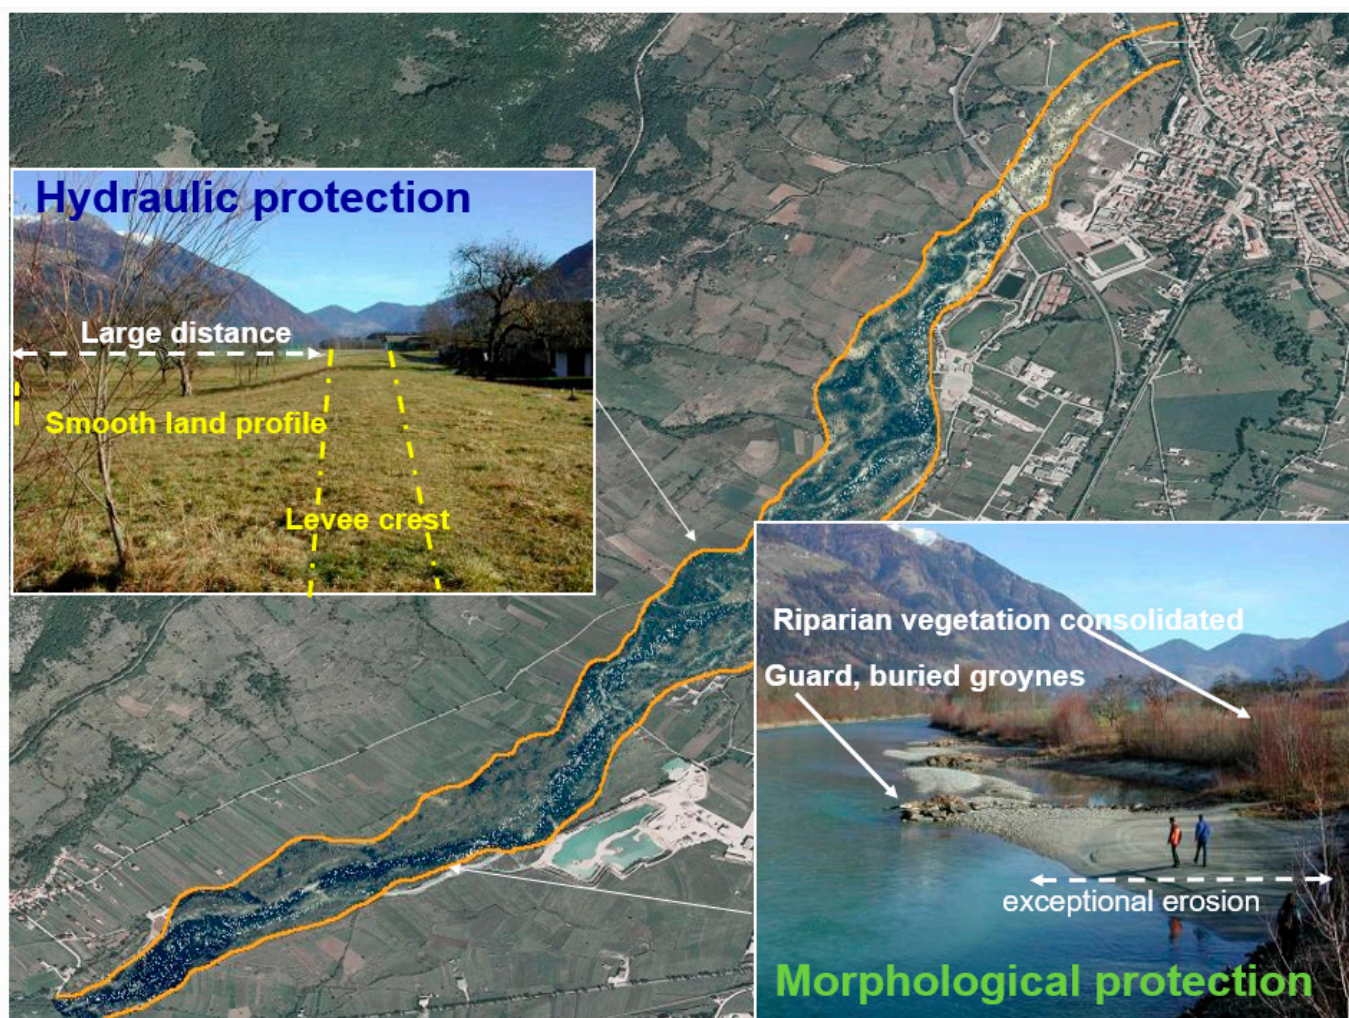 Hydraulic protection
Large distance
Smooth land profile
Levee crest
Riparian vegetation consolidated
Guard, buried groynes
exceptional erosion
Morphological protection